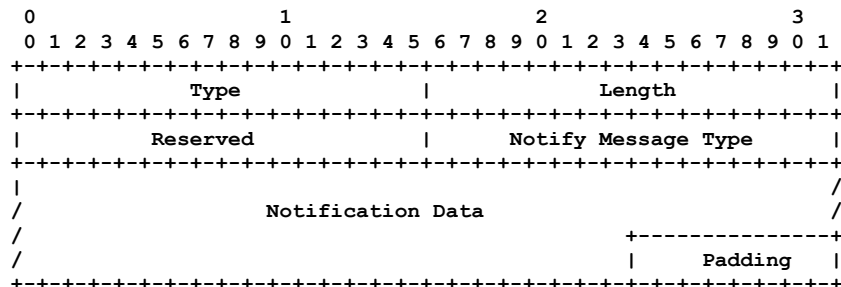 0                   1                   2                   3
0 1 2 3 4 5 6 7 8 9 0 1 2 3 4 5 6 7 8 9 0 1 2 3 4 5 6 7 8 9 0 1
+-+-+-+-+-+-+-+-+-+-+-+-+-+-+-+-+-+-+-+-+-+-+-+-+-+-+-+-+-+-+-+-+
|             Type              |             Length            |
+-+-+-+-+-+-+-+-+-+-+-+-+-+-+-+-+-+-+-+-+-+-+-+-+-+-+-+-+-+-+-+-+
|          Reserved             |      Notify Message Type      |
+-+-+-+-+-+-+-+-+-+-+-+-+-+-+-+-+-+-+-+-+-+-+-+-+-+-+-+-+-+-+-+-+
|                                                               /
/                   Notification Data                           /
/                                               +---------------+
/                                               |     Padding   |
+-+-+-+-+-+-+-+-+-+-+-+-+-+-+-+-+-+-+-+-+-+-+-+-+-+-+-+-+-+-+-+-+